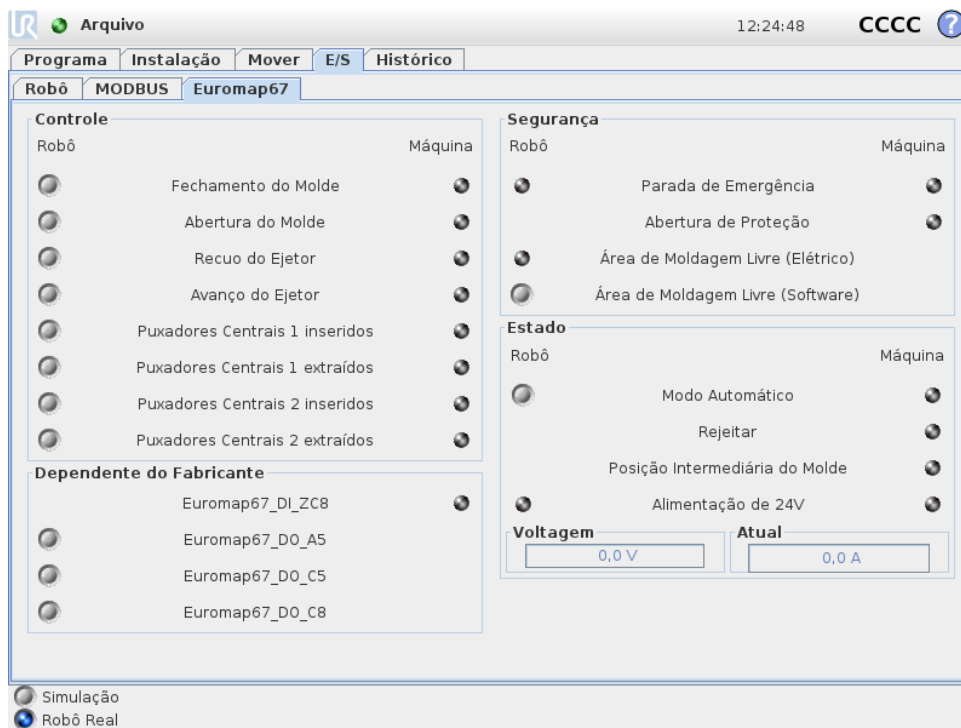 UR Arquivo 12:24:48 CCCC ?
Programa Instalação Mover E/S Histórico
Robô MODBUS Euromap67
Controle
Robô Máquina
Fechamento do Molde
Abertura do Molde
Recuo do Ejetor
Avanço do Ejetor
Puxadores Centrais 1 inseridos
Puxadores Centrais 1 extraídos
Puxadores Centrais 2 inseridos
Puxadores Centrais 2 extraídos
Dependente do Fabricante
Euromap67_DI_ZC8
Euromap67_DO_A5
Euromap67_DO_C5
Euromap67_DO_C8
Segurança
Robô Máquina
Parada de Emergência
Abertura de Proteção
Área de Moldagem Livre (Elétrico)
Área de Moldagem Livre (Software)
Estado
Robô Máquina
Modo Automático
Rejeitar
Posição Intermediária do Molde
Alimentação de 24V
Voltagem Atual
0,0 V 0,0 A
Simulação
Robô Real